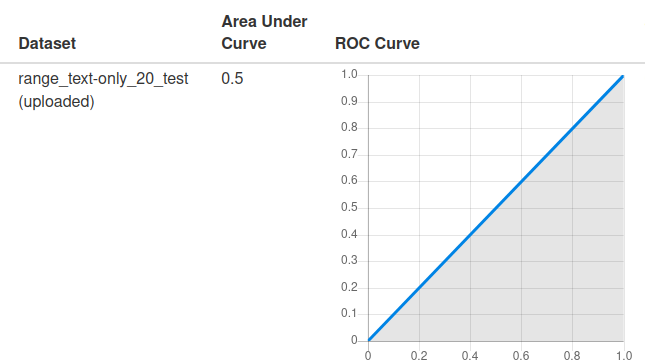 Area Under
Dataset Curve ROC Curve
range_text-only_20_test 0.5
(uploaded)
1.0
0.9
0.8
0.7
0.6
0.5
0.4
0.3
0.2
0.1
0
0 0.2 0.4 0.6 0.8 1.0